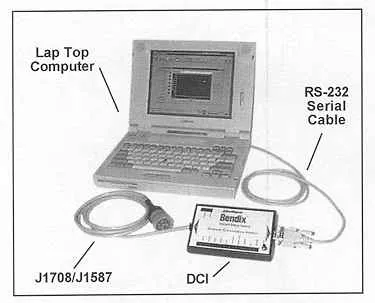 Lap Top
Computer
RS-232
Serial
Cable
Bendix
J1708/J1587
DCI